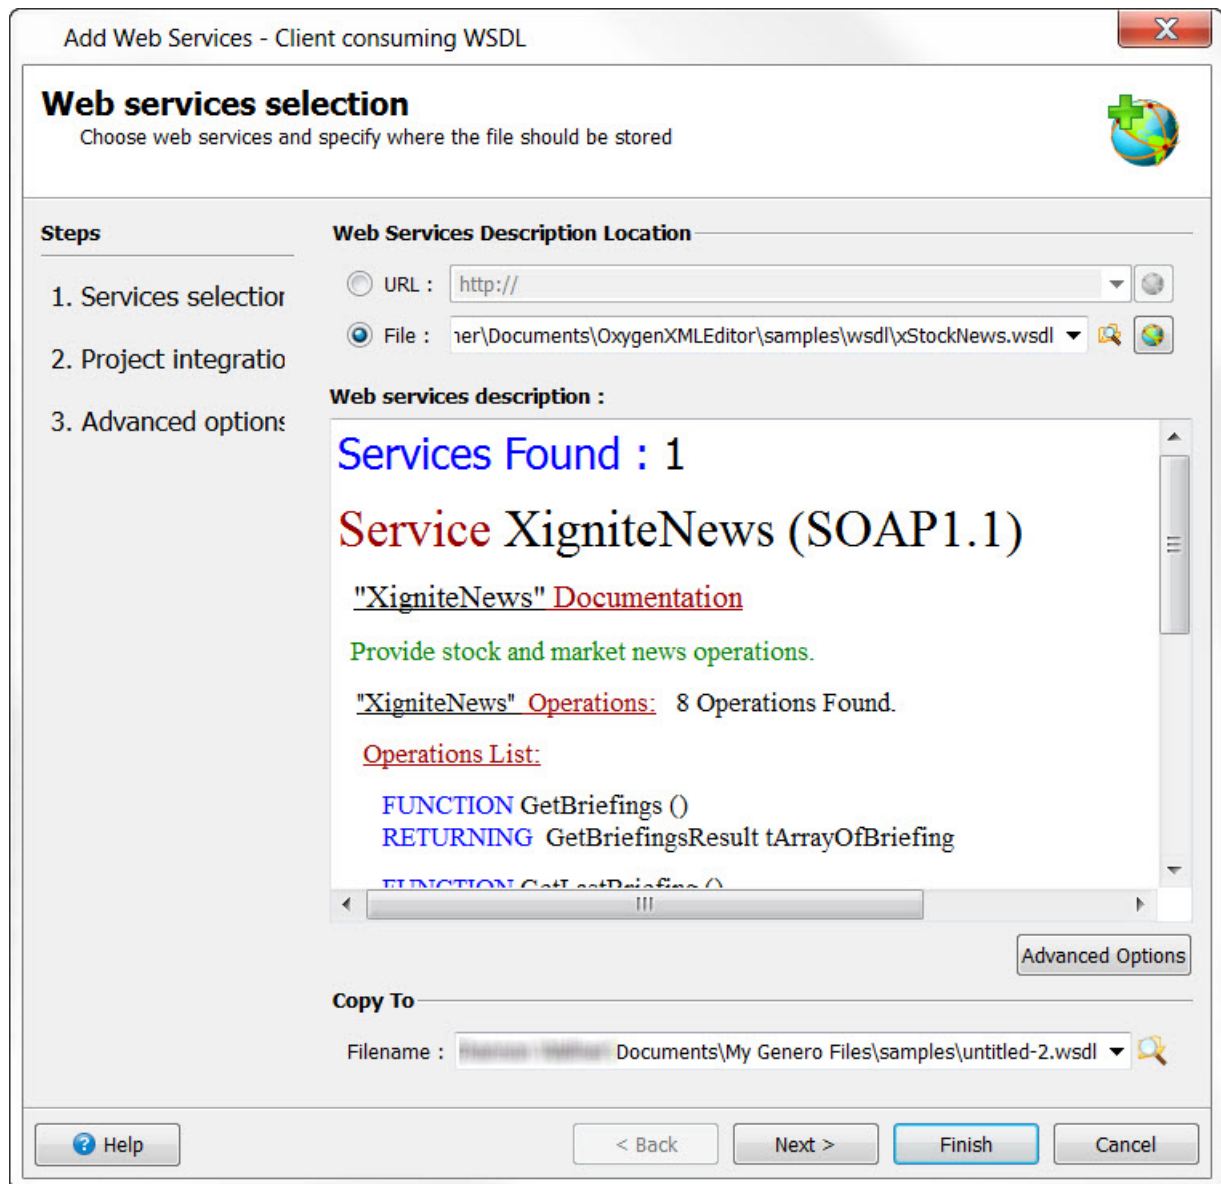 Add Web Services - Client consuming WSDL
Web services selection
Choose web services and specify where the file should be stored
Steps
1. Services selection
2. Project integratio
3. Advanced options
Web Services Description Location
URL : http://
File : ner\Documents\OxygenXMLEditor\samples\wsdl\xStockNews.wsdl
Web services description :
Services Found : 1
Service XigniteNews (SOAP1.1)
"XigniteNews" Documentation
Provide stock and market news operations.
"XigniteNews" Operations: 8 Operations Found.
Operations List:
FUNCTION GetBriefings ()
RETURNING GetBriefingsResult tArrayOfBriefing
FUNCTION GetLastBriefing ()
Advanced Options
Copy To
Filename : Documents\My Genero Files\samples\untitled-2.wsdl
Help
< Back
Next >
Finish
Cancel